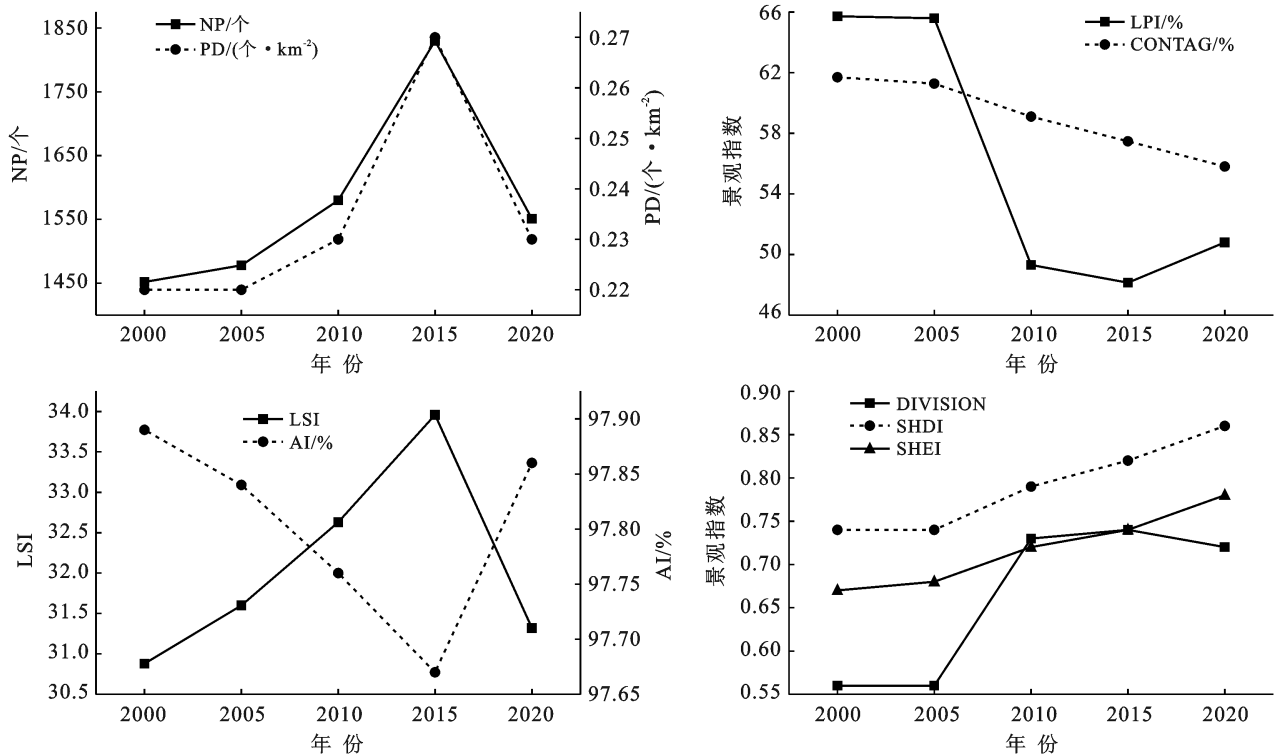 NP/个
PD/(个·km⁻²)
1850
1750
1650
1550
1450
NP/个
0.27
0.26
0.25
0.24
0.23
0.22
PD/(个·km⁻²)
2000 2005 2010 2015 2020
年 份
LPI/%
CONTAG/%
66
62
58
54
50
46
景观指数
2000 2005 2010 2015 2020
年 份
LSI
AI/%
34.0
33.5
33.0
32.5
32.0
31.5
31.0
30.5
LSI
97.90
97.85
97.80
97.75
97.70
97.65
AI/%
2000 2005 2010 2015 2020
年 份
DIVISION
SHDI
SHEI
0.90
0.85
0.80
0.75
0.70
0.65
0.60
0.55
景观指数
2000 2005 2010 2015 2020
年 份